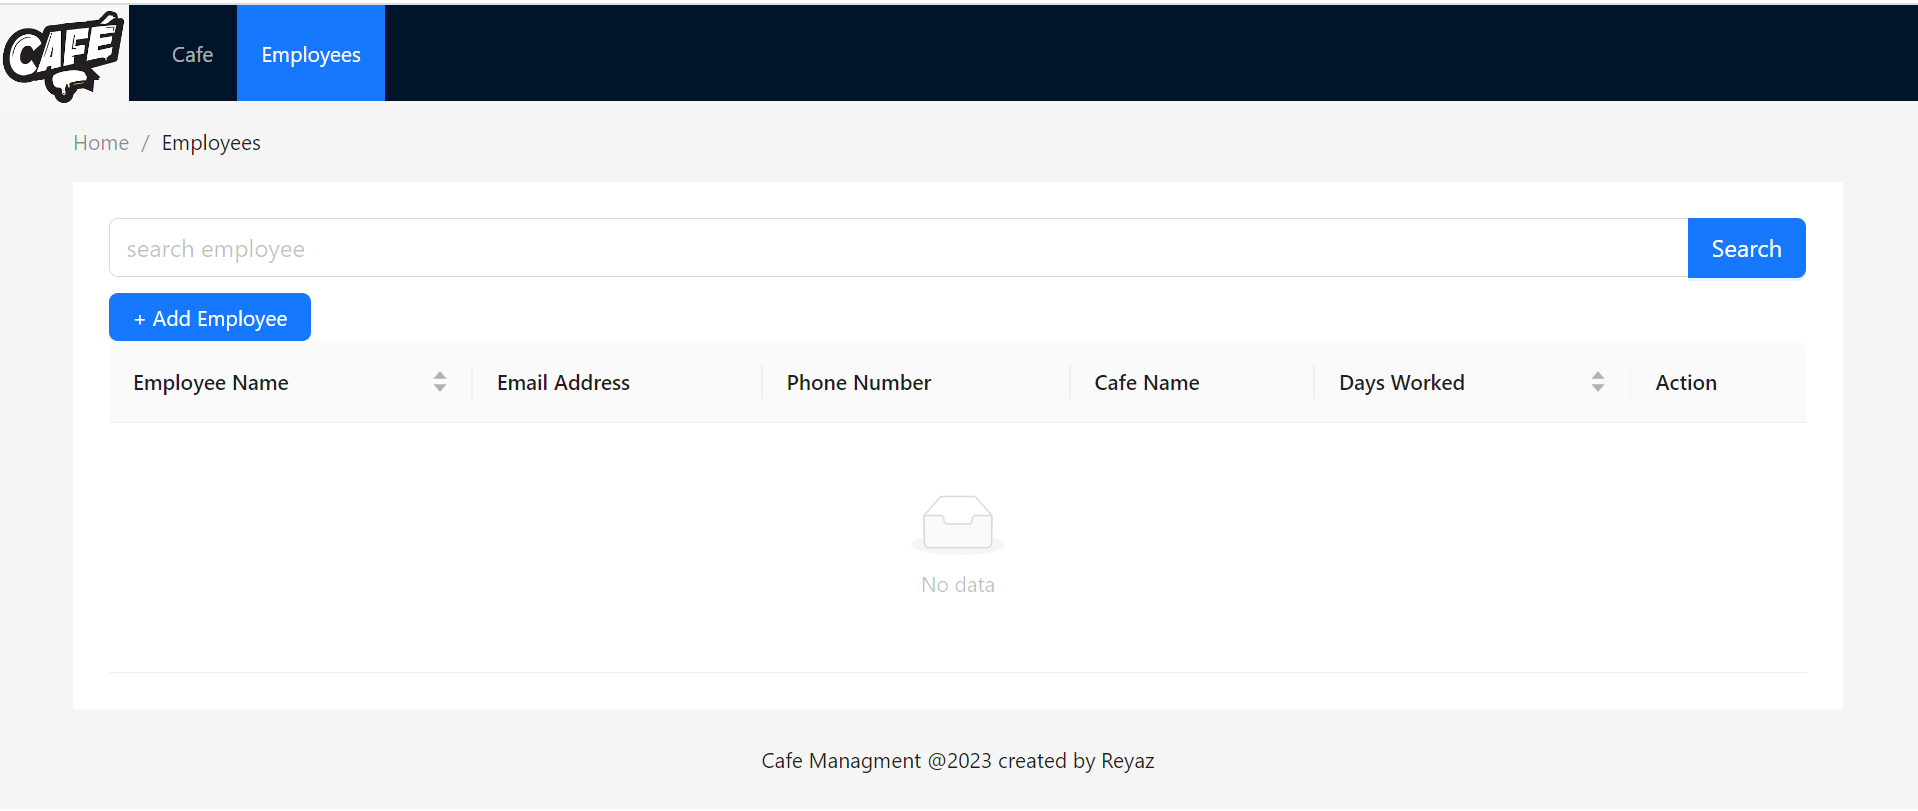 CAFÉ
Cafe Employees
Home / Employees
search employee Search
+ Add Employee
Employee Name Email Address Phone Number Cafe Name Days Worked Action
No data
Cafe Managment @2023 created by Reyaz